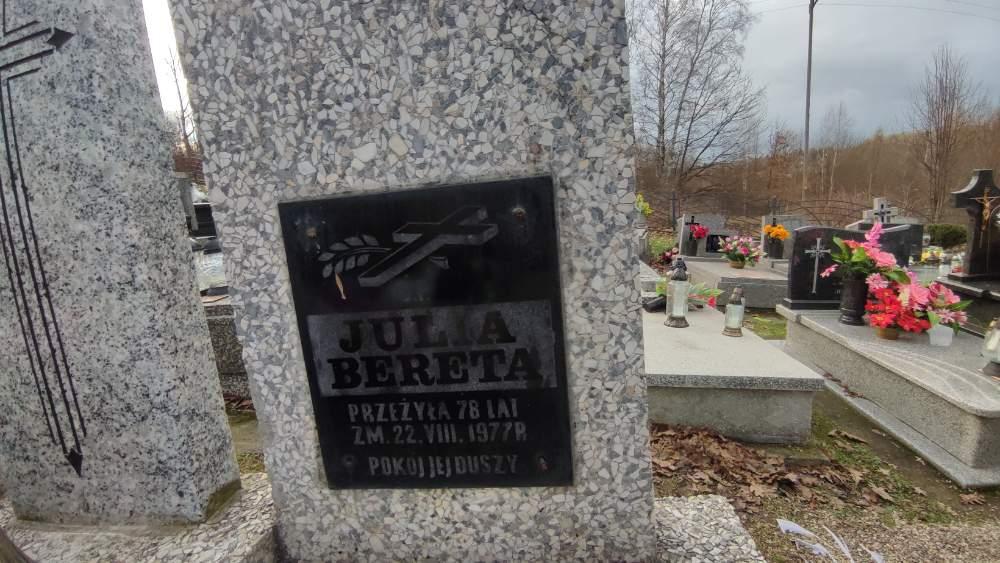 JULIA
BERETA
PRZEŻYŁA 78 LAT
ZM. 22. VIII. 1977 R
POKÓJ JEJ DUSZY